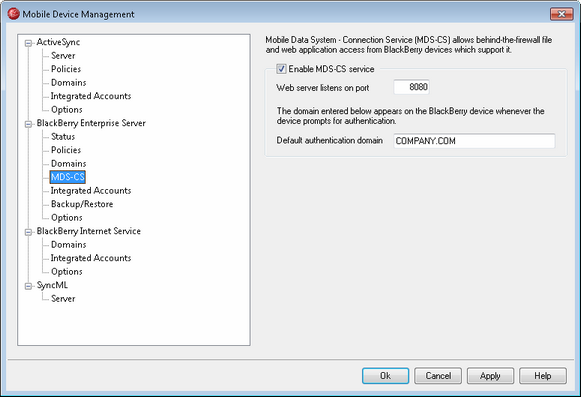 Mobile Device Management
ActiveSync
Server
Policies
Domains
Integrated Accounts
Options
BlackBerry Enterprise Server
Status
Policies
Domains
MDS-CS
Integrated Accounts
Backup/Restore
Options
BlackBerry Internet Service
Domains
Integrated Accounts
Options
SyncML
Server
Mobile Data System - Connection Service (MDS-CS) allows behind-the-firewall file
and web application access from BlackBerry devices which support it.
Enable MDS-CS service
Web server listens on port 8080
The domain entered below appears on the BlackBerry device whenever the
device prompts for authentication.
Default authentication domain COMPANY.COM
Ok Cancel Apply Help